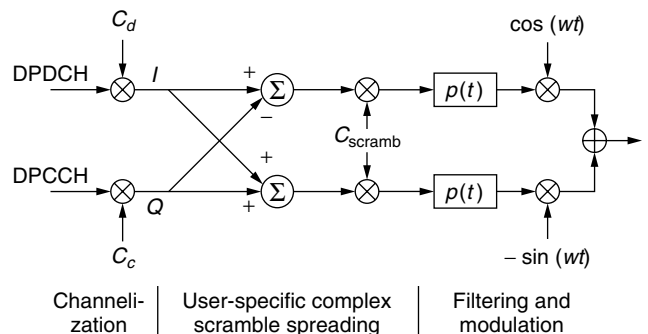 C_d
cos (wt)
DPDCH
I
+
Σ
−
p(t)
C_scramb
+
DPCCH
Q
+
Σ
p(t)
C_c
− sin (wt)
Channeli-
zation
User-specific complex
scramble spreading
Filtering and
modulation